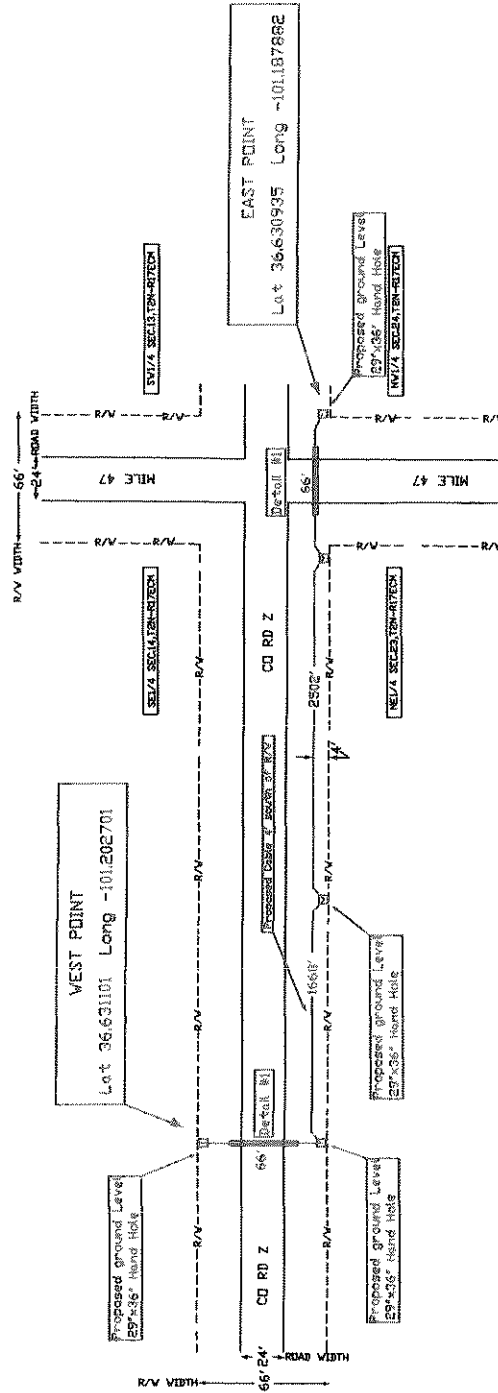 WEST POINT
Lat 36.631101 Long -101.202701
EAST POINT
Lat 36.630935 Long -101.187882
R/W WIDTH
66'
24'
ROAD WIDTH
SE1/4 SEC.14,T2N-R17ECM
SW1/4 SEC.13,T2N-R17ECM
R/W
R/W
R/W
R/W
MILE 47
R/W
R/W
R/W
R/W
Proposed ground Level
29"x36" Hand Hole
R/W WIDTH
66'
24'
ROAD WIDTH
CO RD Z
66'
Detail #1
CO RD Z
Detail #1
66'
Proposed Cable 4' south of R/W
2502'
4'
R/W
R/W
R/W
R/W
R/W
MILE 47
R/W
R/W
Proposed ground Level
29"x36" Hand Hole
Proposed ground Level
29"x36" Hand Hole
Proposed ground Level
29"x36" Hand Hole
NE1/4 SEC.23,T2N-R17ECM
NW1/4 SEC.24,T2N-R17ECM